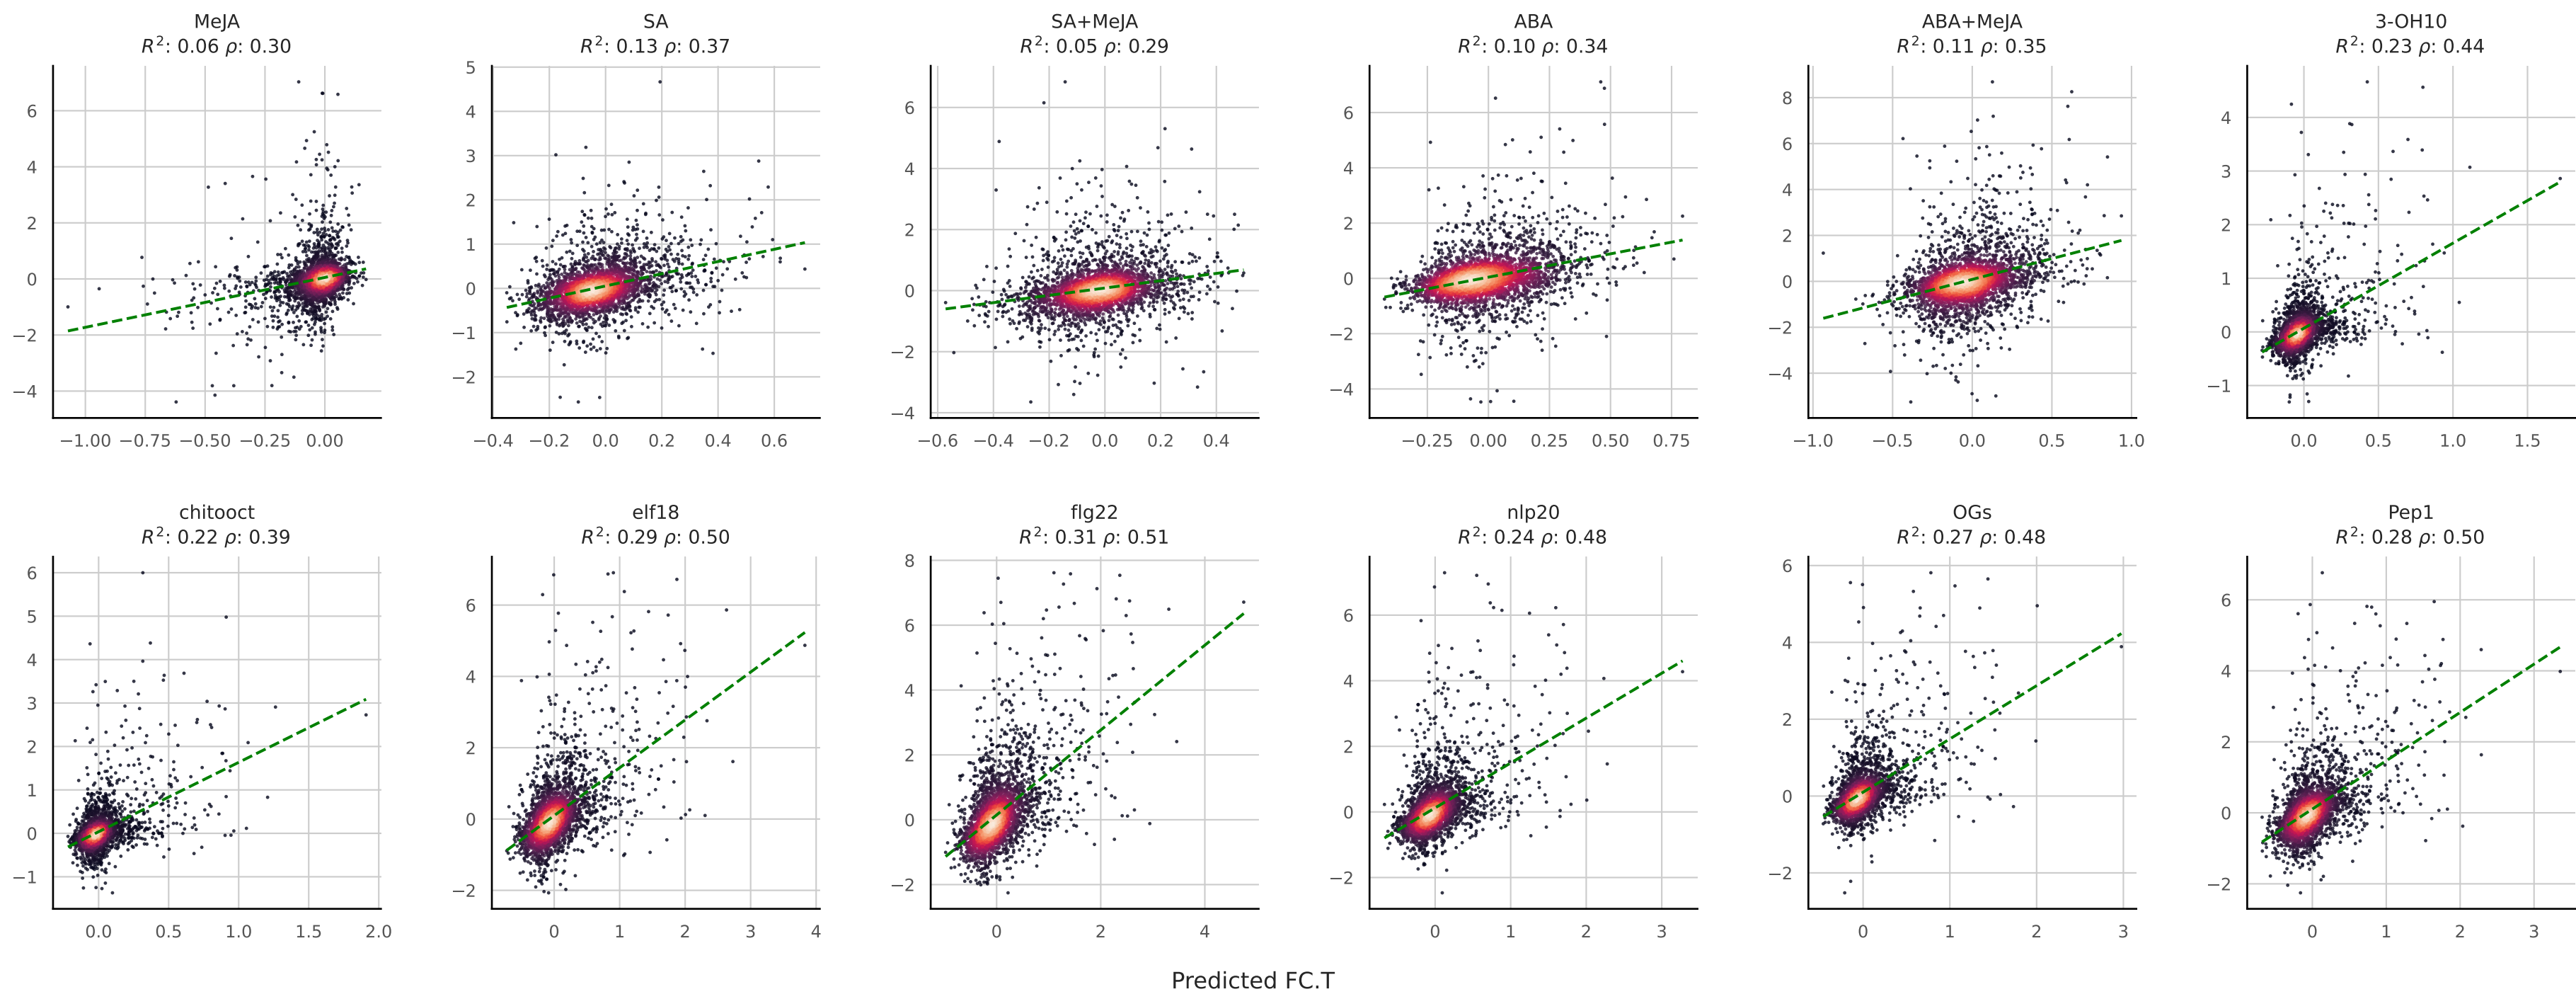 MeJA
R²: 0.06 ρ: 0.30
6
4
2
0
−2
−4
−1.00 −0.75 −0.50 −0.25 0.00
SA
R²: 0.13 ρ: 0.37
5
4
3
2
1
0
−1
−2
−0.4 −0.2 0.0 0.2 0.4 0.6
SA+MeJA
R²: 0.05 ρ: 0.29
6
4
2
0
−2
−4
−0.6 −0.4 −0.2 0.0 0.2 0.4
ABA
R²: 0.10 ρ: 0.34
6
4
2
0
−2
−4
−0.25 0.00 0.25 0.50 0.75
ABA+MeJA
R²: 0.11 ρ: 0.35
8
6
4
2
0
−2
−4
−1.0 −0.5 0.0 0.5 1.0
3-OH10
R²: 0.23 ρ: 0.44
4
3
2
1
0
−1
0.0 0.5 1.0 1.5
chitooct
R²: 0.22 ρ: 0.39
6
5
4
3
2
1
0
−1
0.0 0.5 1.0 1.5 2.0
elf18
R²: 0.29 ρ: 0.50
6
4
2
0
−2
0 1 2 3 4
flg22
R²: 0.31 ρ: 0.51
8
6
4
2
0
−2
0 2 4
nlp20
R²: 0.24 ρ: 0.48
6
4
2
0
−2
0 1 2 3
OGs
R²: 0.27 ρ: 0.48
6
4
2
0
−2
0 1 2 3
Pep1
R²: 0.28 ρ: 0.50
6
4
2
0
−2
0 1 2 3
Predicted FC.T